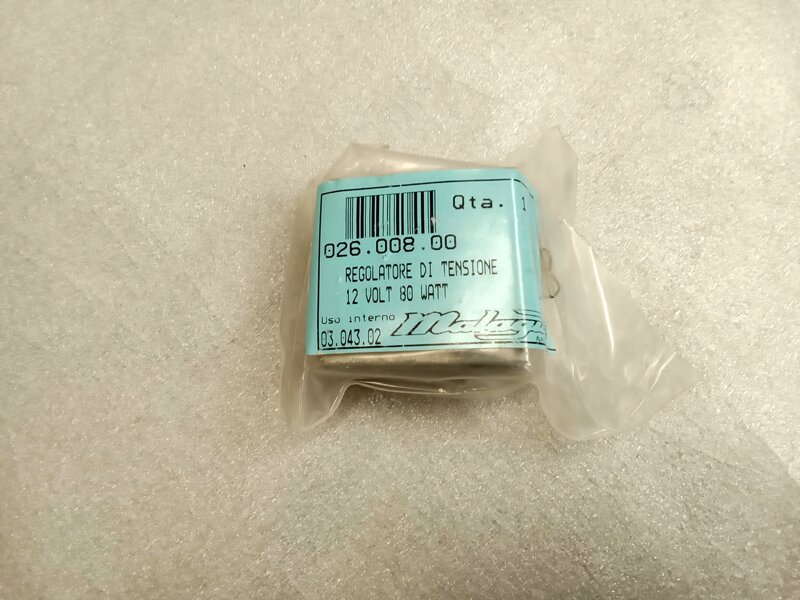 Qta. 1
026.008.00
REGOLATORE DI TENSIONE
12 VOLT 80 WATT
Uso interno
03.043.02